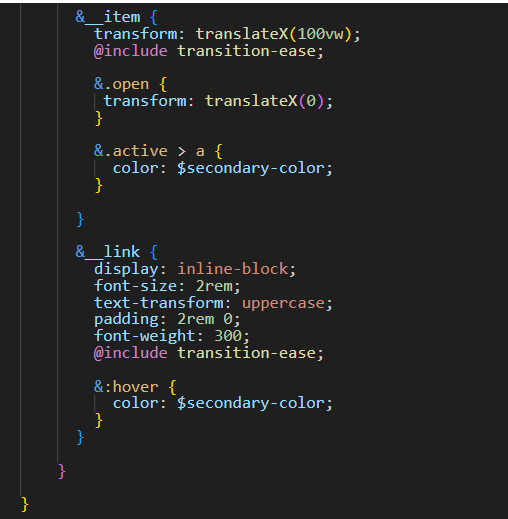 &__item {
transform: translateX(100vw);
@include transition-ease;
&.open {
transform: translateX(0);
}
&.active > a {
color: $secondary-color;
}
}
&__link {
display: inline-block;
font-size: 2rem;
text-transform: uppercase;
padding: 2rem 0;
font-weight: 300;
@include transition-ease;
&:hover {
color: $secondary-color;
}
}
}
}